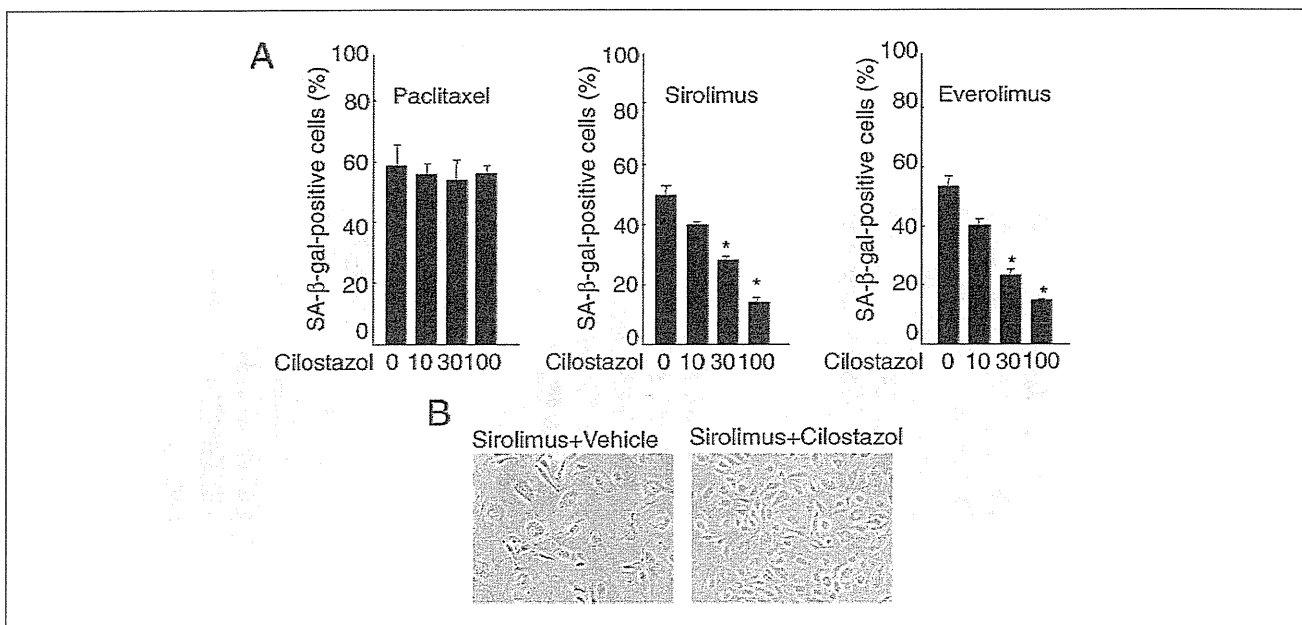 A
SA-β-gal-positive cells (%)
100
80
60
40
20
0
Paclitaxel
Cilostazol 0 10 30 100
SA-β-gal-positive cells (%)
100
80
60
40
20
0
Sirolimus
*
*
0 10 30 100
SA-β-gal-positive cells (%)
100
80
60
40
20
0
Everolimus
*
*
Cilostazol 0 10 30 100
B
Sirolimus+Vehicle
Sirolimus+Cilostazol